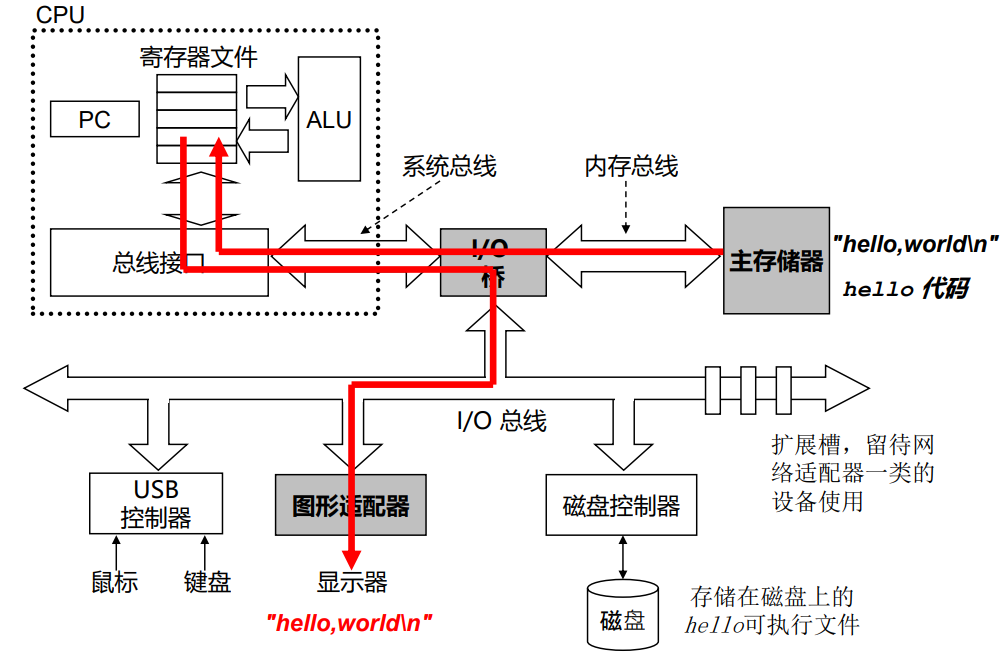 CPU
寄存器文件
PC
ALU
系统总线
内存总线
总线接口
I/O
桥
主存储器
"hello,world\n"
hello 代码
I/O 总线
扩展槽，留待网
络适配器一类的
设备使用
USB
控制器
图形适配器
磁盘控制器
鼠标
键盘
显示器
"hello,world\n"
磁盘
存储在磁盘上的
hello可执行文件